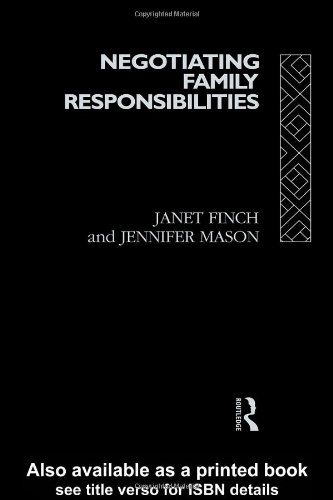 NEGOTIATING
FAMILY
RESPONSIBILITIES
JANET FINCH
and JENNIFER MASON
ROUTLEDGE
Also available as a printed book
see title verso for ISBN details